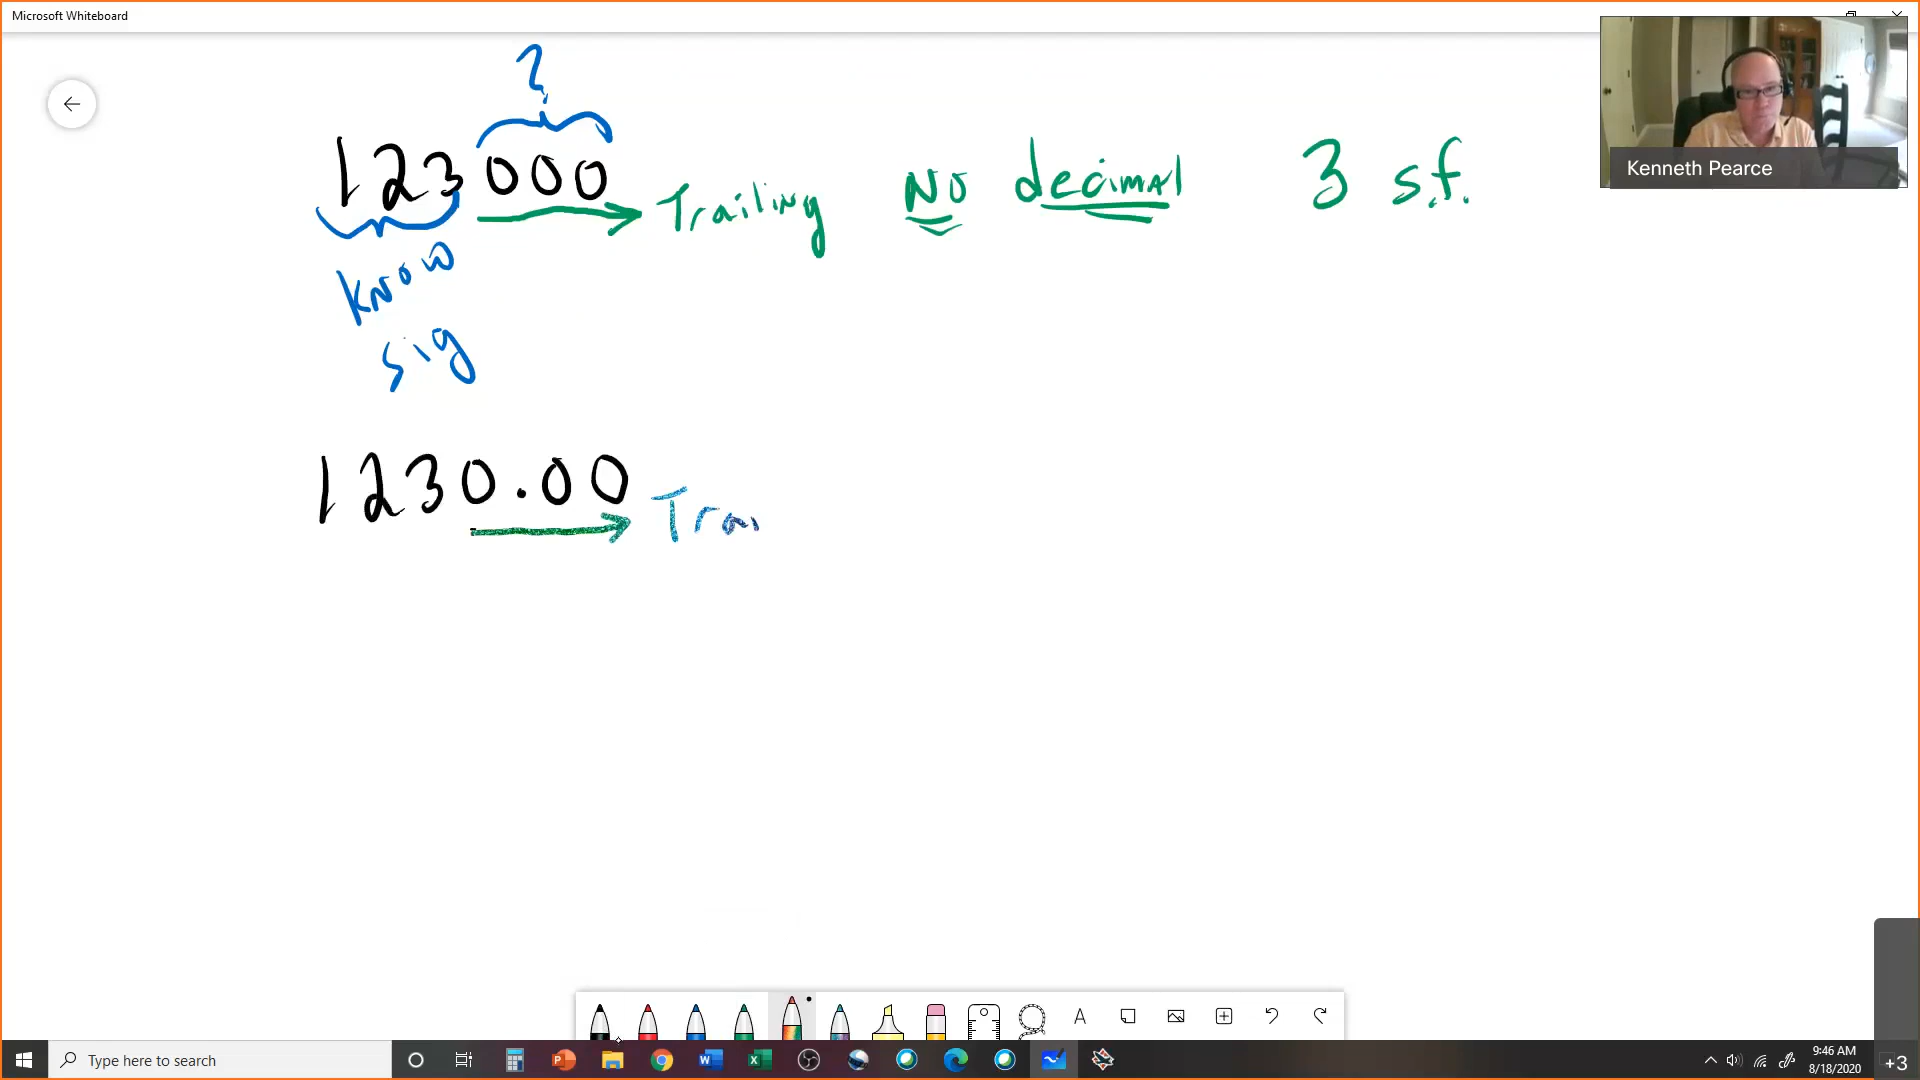 Microsoft Whiteboard
?
123000 Trailing No decimal 3 s.f.
know
sig
1230.00 Trai
Kenneth Pearce
Type here to search
9:46 AM
8/18/2020
+3